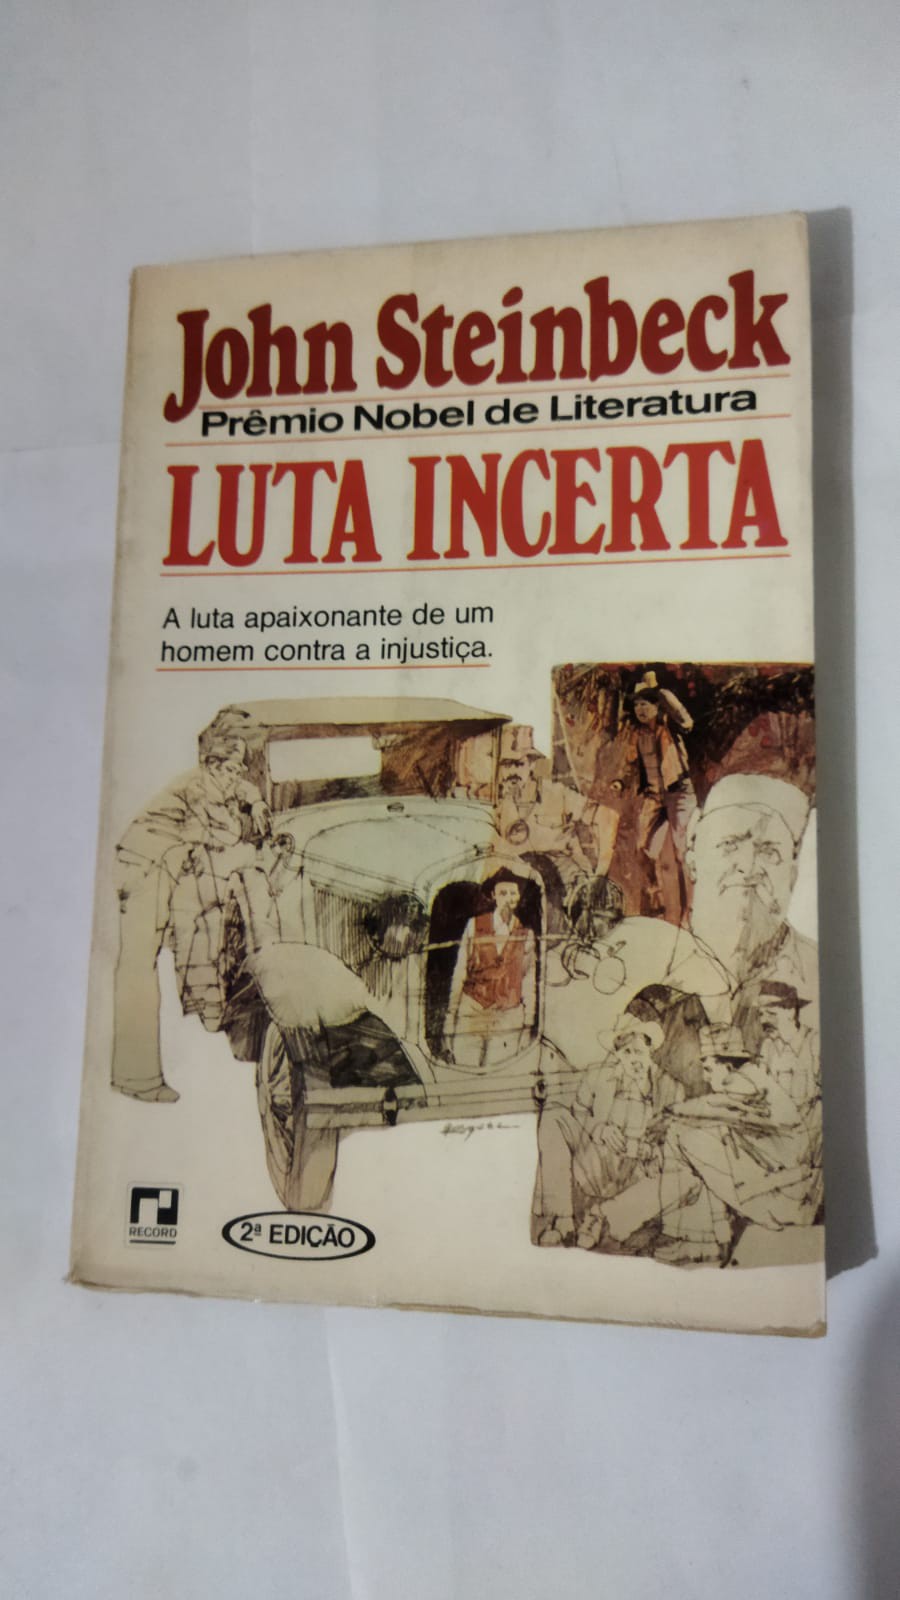 John Steinbeck
Prêmio Nobel de Literatura
LUTA INCERTA
A luta apaixonante de um
homem contra a injustiça.
RECORD
2ª EDIÇÃO